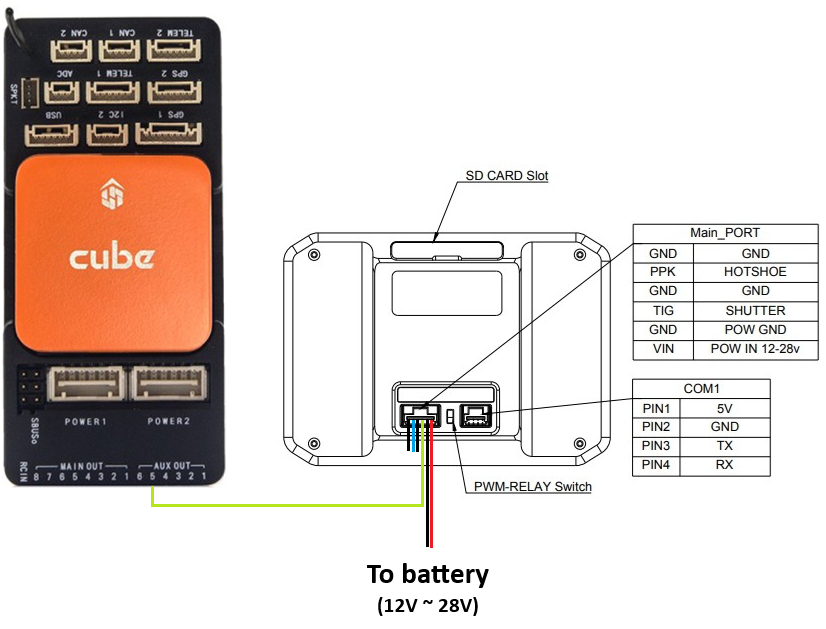 CAN 2 CAN 1 TELEM 2
SPKT ADC TELEM 1 GPS 2
USB I2C 2 GPS 1
cube
POWER1 POWER2
SBUSo
RC IN
MAIN OUT AUX OUT
8 7 6 5 4 3 2 1 6 5 4 3 2 1
SD CARD Slot
Main_PORT
GND GND
PPK HOTSHOE
GND GND
TIG SHUTTER
GND POW GND
VIN POW IN 12-28v
COM1
PIN1 5V
PIN2 GND
PIN3 TX
PIN4 RX
PWM-RELAY Switch
To battery
(12V ~ 28V)